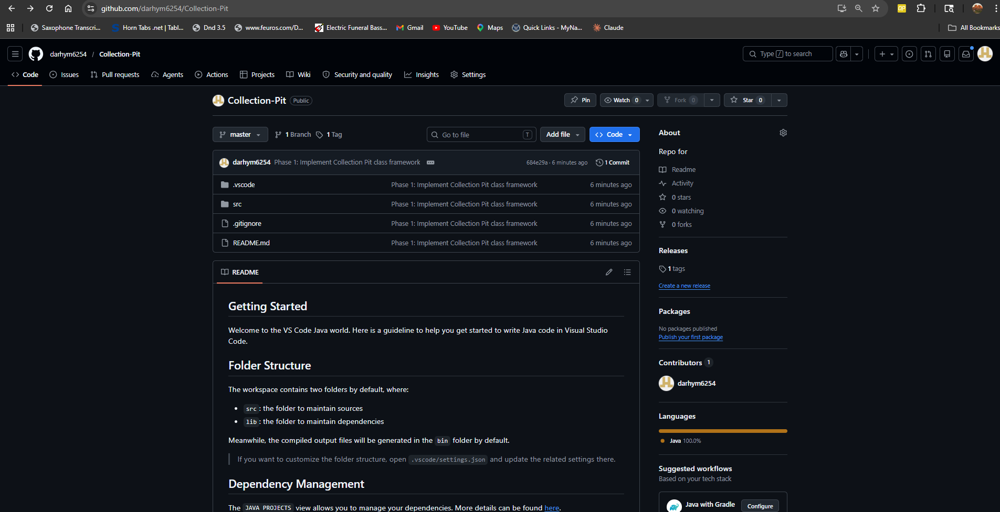 github.com/darhym6254/Collection-Pit
Saxophone Transcri... Horn Tabs .net | Tabl... Dnd 3.5 www.feuros.com/D... Electric Funeral Bass... Gmail YouTube Maps Quick Links - MyNa... Claude All Bookmarks
darhym6254 / Collection-Pit Type / to search
Code Issues Pull requests Agents Actions Projects Wiki Security and quality Insights Settings
Collection-Pit Public Pin Watch 0 Fork 0 Star 0
master 1 Branch 1 Tag Go to file T Add file Code
darhym6254 Phase 1: Implement Collection Pit class framework 684e29a · 6 minutes ago 1 Commit
.vscode Phase 1: Implement Collection Pit class framework 6 minutes ago
src Phase 1: Implement Collection Pit class framework 6 minutes ago
.gitignore Phase 1: Implement Collection Pit class framework 6 minutes ago
README.md Phase 1: Implement Collection Pit class framework 6 minutes ago
README
Getting Started
Welcome to the VS Code Java world. Here is a guideline to help you get started to write Java code in Visual Studio
Code.
Folder Structure
The workspace contains two folders by default, where:
• src: the folder to maintain sources
• lib: the folder to maintain dependencies
Meanwhile, the compiled output files will be generated in the bin folder by default.
If you want to customize the folder structure, open .vscode/settings.json and update the related settings there.
Dependency Management
The JAVA PROJECTS view allows you to manage your dependencies. More details can be found here.
About
Repo for
Readme
Activity
0 stars
0 watching
0 forks
Releases
1 tags
Create a new release
Packages
No packages published
Publish your first package
Contributors 1
darhym6254
Languages
Java 100.0%
Suggested workflows
Based on your tech stack
Java with Gradle Configure